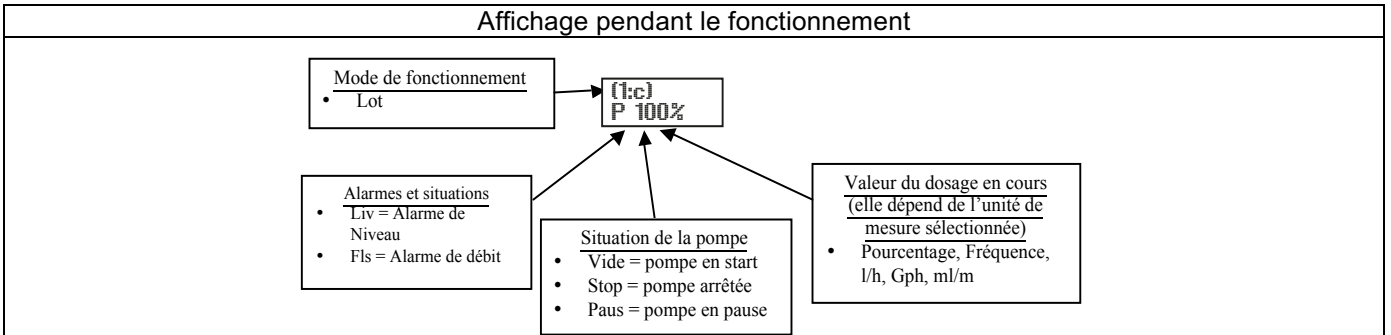 Affichage pendant le fonctionnement
Mode de fonctionnement
• Lot
(1:c)
P 100%
Alarmes et situations
• Liv = Alarme de
Niveau
• Fls = Alarme de débit
Situation de la pompe
• Vide = pompe en start
• Stop = pompe arrêtée
• Paus = pompe en pause
Valeur du dosage en cours
(elle dépend de l'unité de
mesure sélectionnée)
• Pourcentage, Fréquence,
l/h, Gph, ml/m